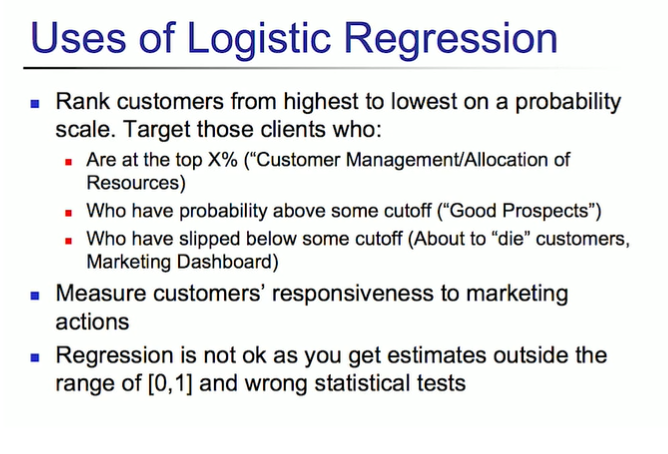 Uses of Logistic Regression
Rank customers from highest to lowest on a probability
scale. Target those clients who:
Are at the top X% (“Customer Management/Allocation of
Resources)
Who have probability above some cutoff (“Good Prospects”)
Who have slipped below some cutoff (About to “die” customers,
Marketing Dashboard)
Measure customers’ responsiveness to marketing
actions
Regression is not ok as you get estimates outside the
range of [0,1] and wrong statistical tests